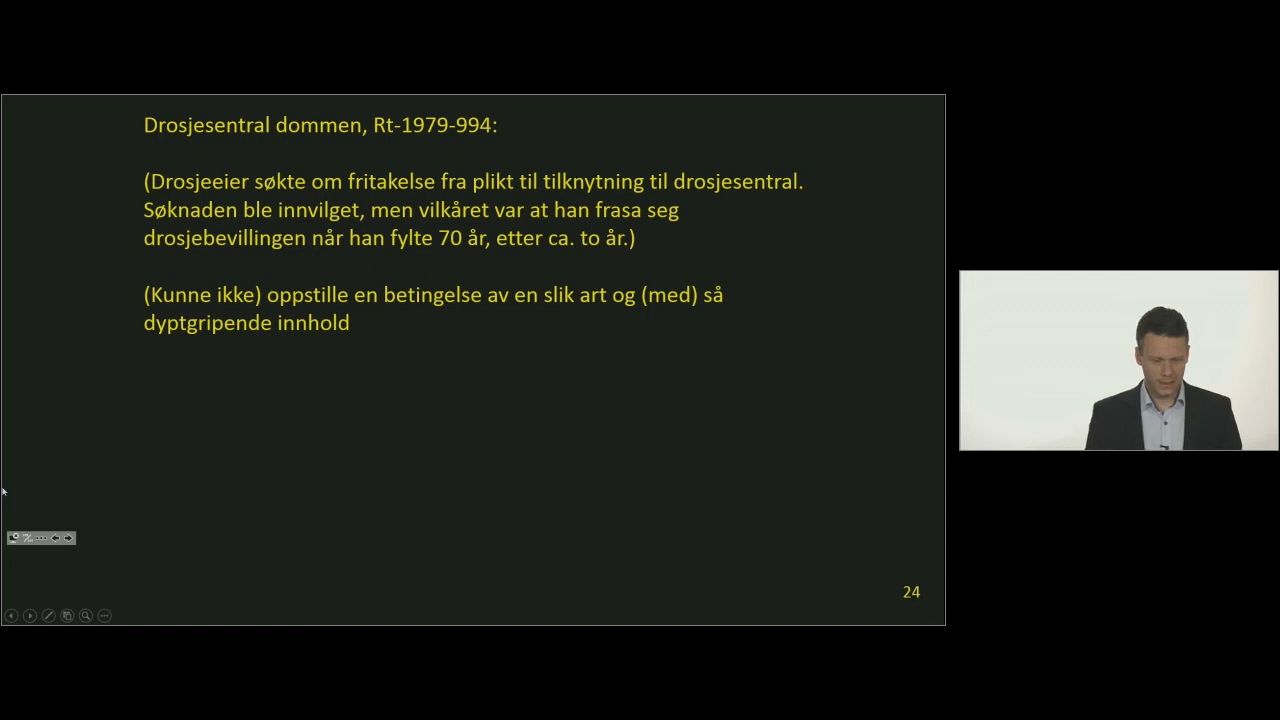 Drosjesentral dommen, Rt-1979-994:
(Drosjeeier søkte om fritakelse fra plikt til tilknytning til drosjesentral.
Søknaden ble innvilget, men vilkåret var at han frasa seg
drosjebevillingen når han fylte 70 år, etter ca. to år.)
(Kunne ikke) oppstille en betingelse av en slik art og (med) så
dyptgripende innhold
24